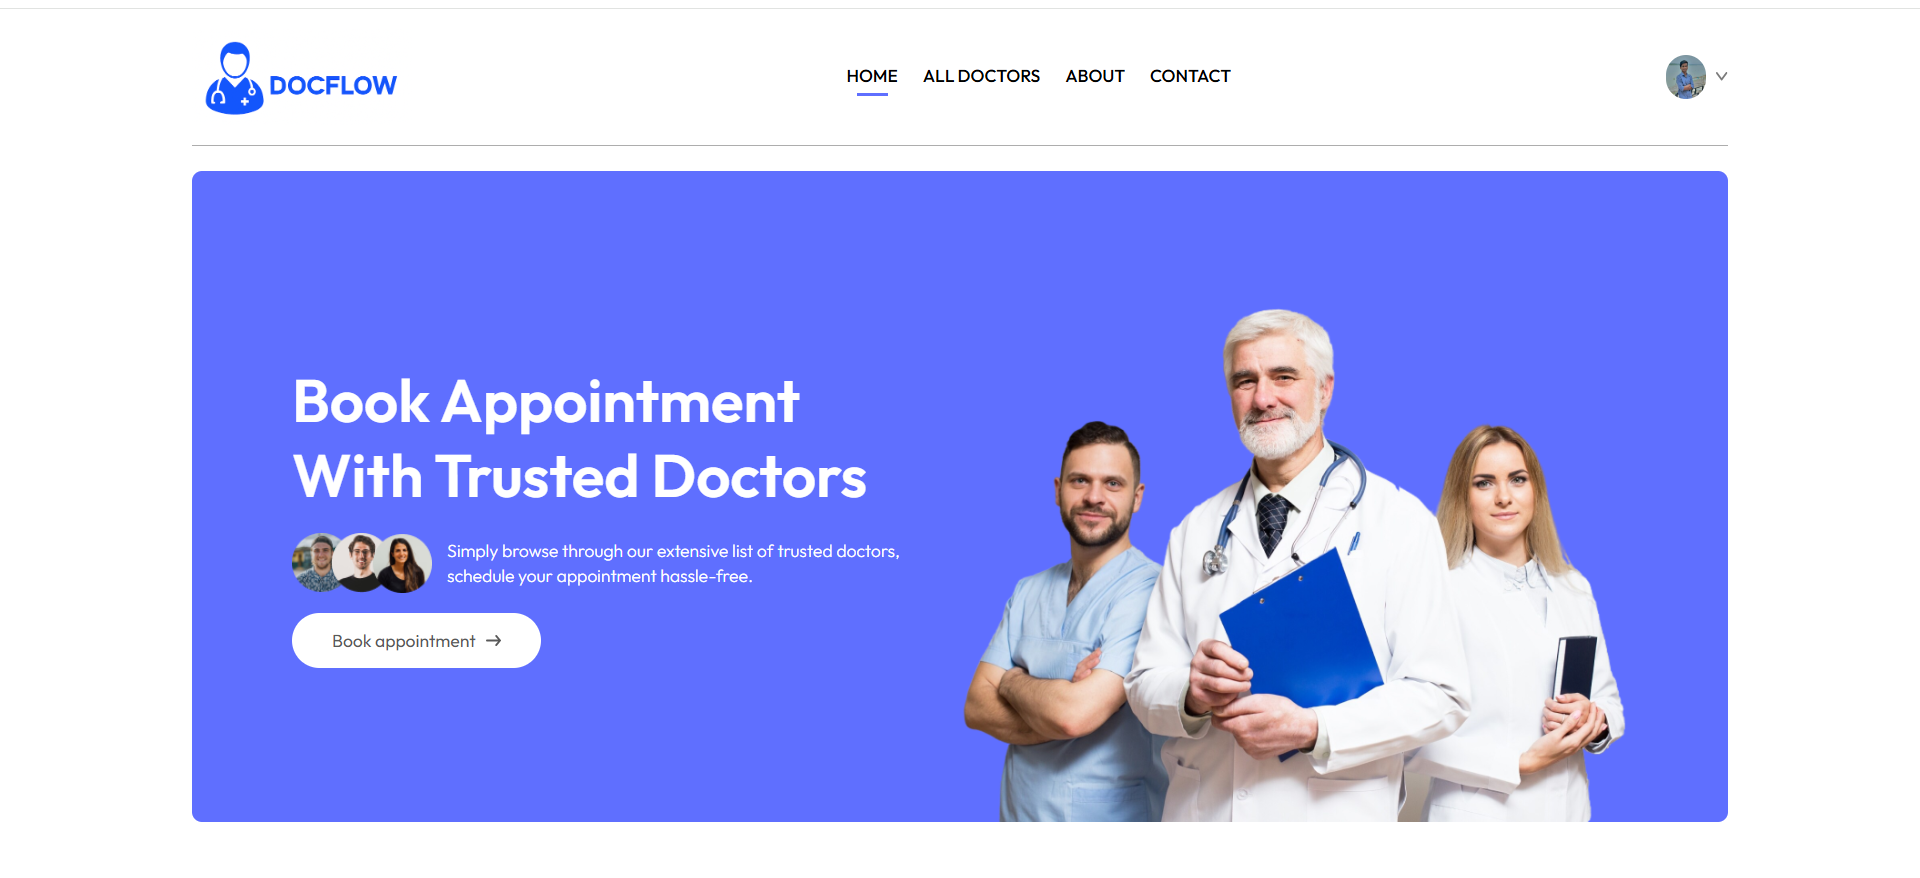 DOCFLOW
HOME ALL DOCTORS ABOUT CONTACT
Book Appointment
With Trusted Doctors
Simply browse through our extensive list of trusted doctors,
schedule your appointment hassle-free.
Book appointment →